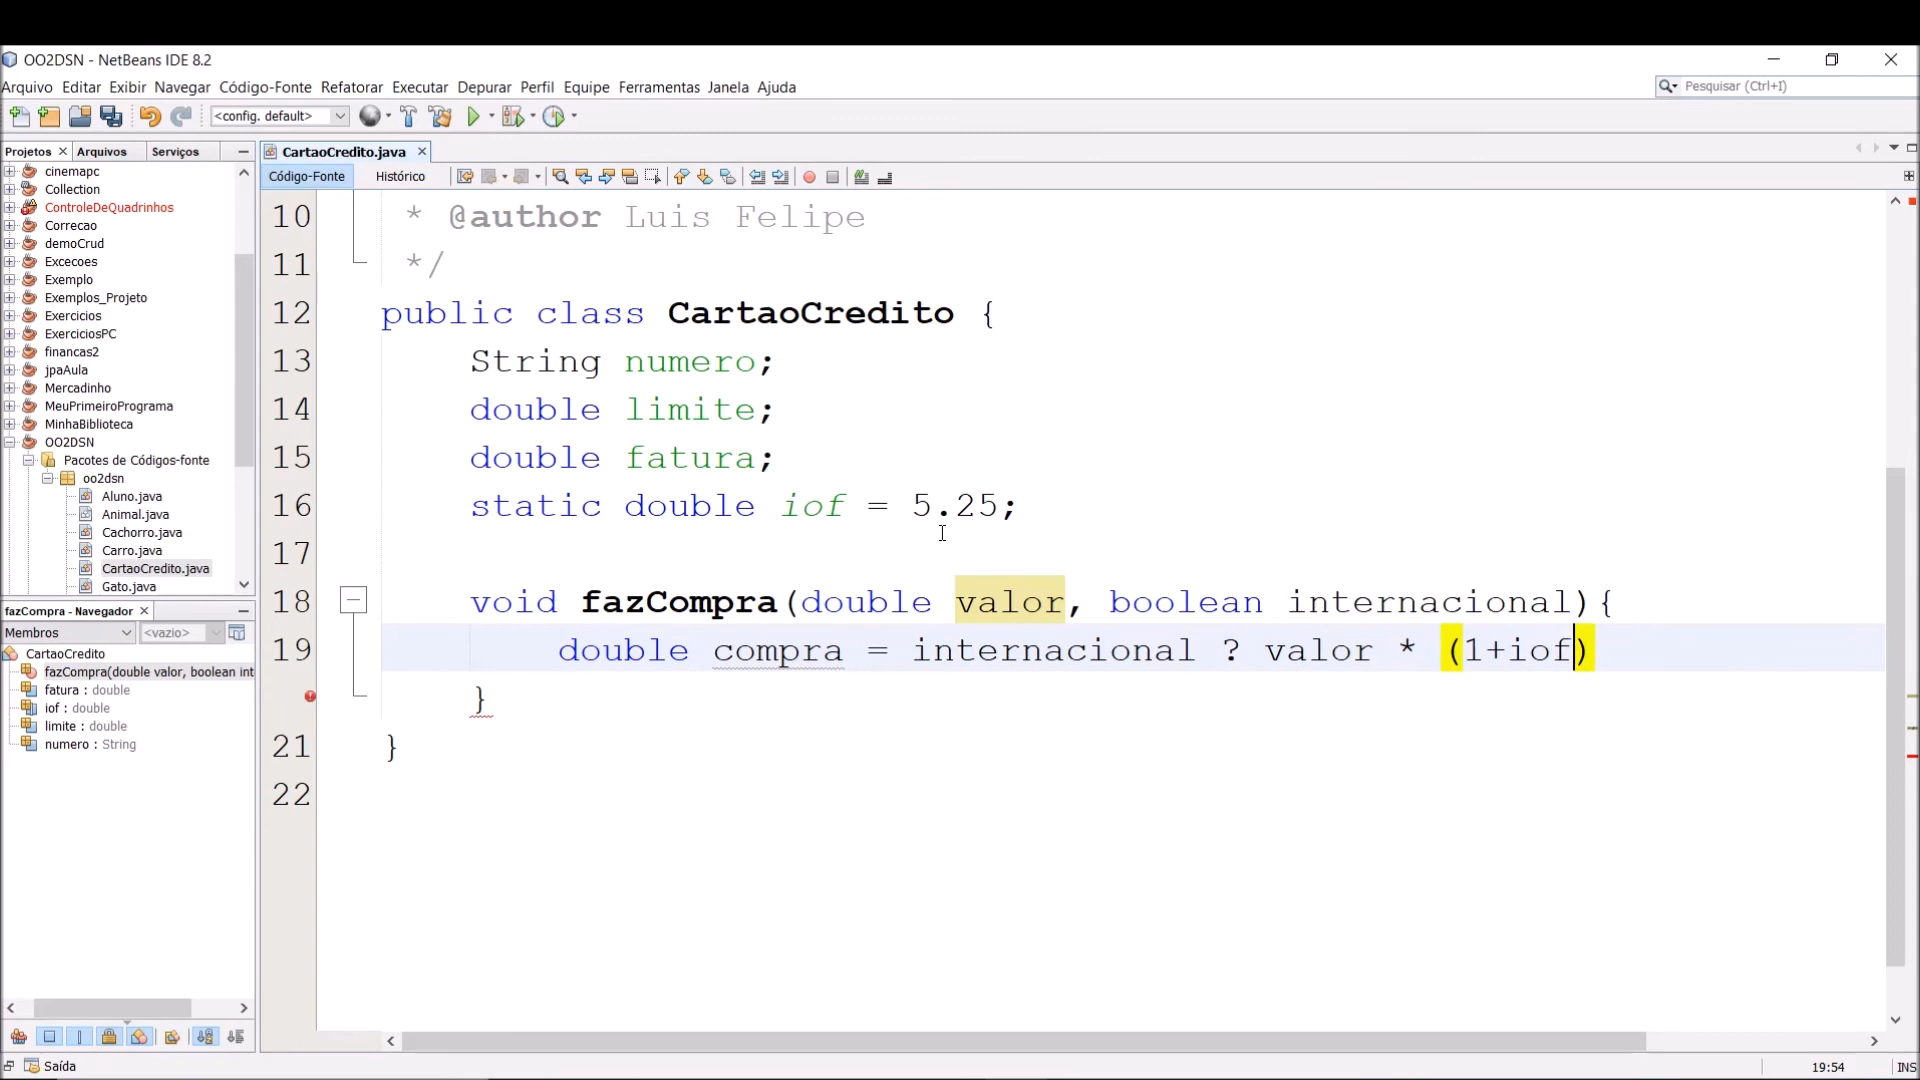 OO2DSN - NetBeans IDE 8.2
Arquivo Editar Exibir Navegar Código-Fonte Refatorar Executar Depurar Perfil Equipe Ferramentas Janela Ajuda
Pesquisar (Ctrl+I)
<config. default>
Projetos Arquivos Serviços
CartaoCredito.java
Código-Fonte Histórico
cinemapc
Collection
ControleDeQuadrinhos
Correcao
demoCrud
Excecoes
Exemplo
Exemplos_Projeto
Exercicios
ExerciciosPC
financas2
jpaAula
Mercadinho
MeuPrimeiroPrograma
MinhaBiblioteca
OO2DSN
Pacotes de Códigos-fonte
oo2dsn
Aluno.java
Animal.java
Cachorro.java
Carro.java
CartaoCredito.java
Gato.java
fazCompra - Navegador
Membros <vazio>
CartaoCredito
fazCompra(double valor, boolean int
fatura : double
iof : double
limite : double
numero : String
10 * @author Luis Felipe
11 */
12 public class CartaoCredito {
13 String numero;
14 double limite;
15 double fatura;
16 static double iof = 5.25;
17
18 void fazCompra(double valor, boolean internacional){
19 double compra = internacional ? valor * (1+iof)
}
21 }
22
Saída
19:54 INS